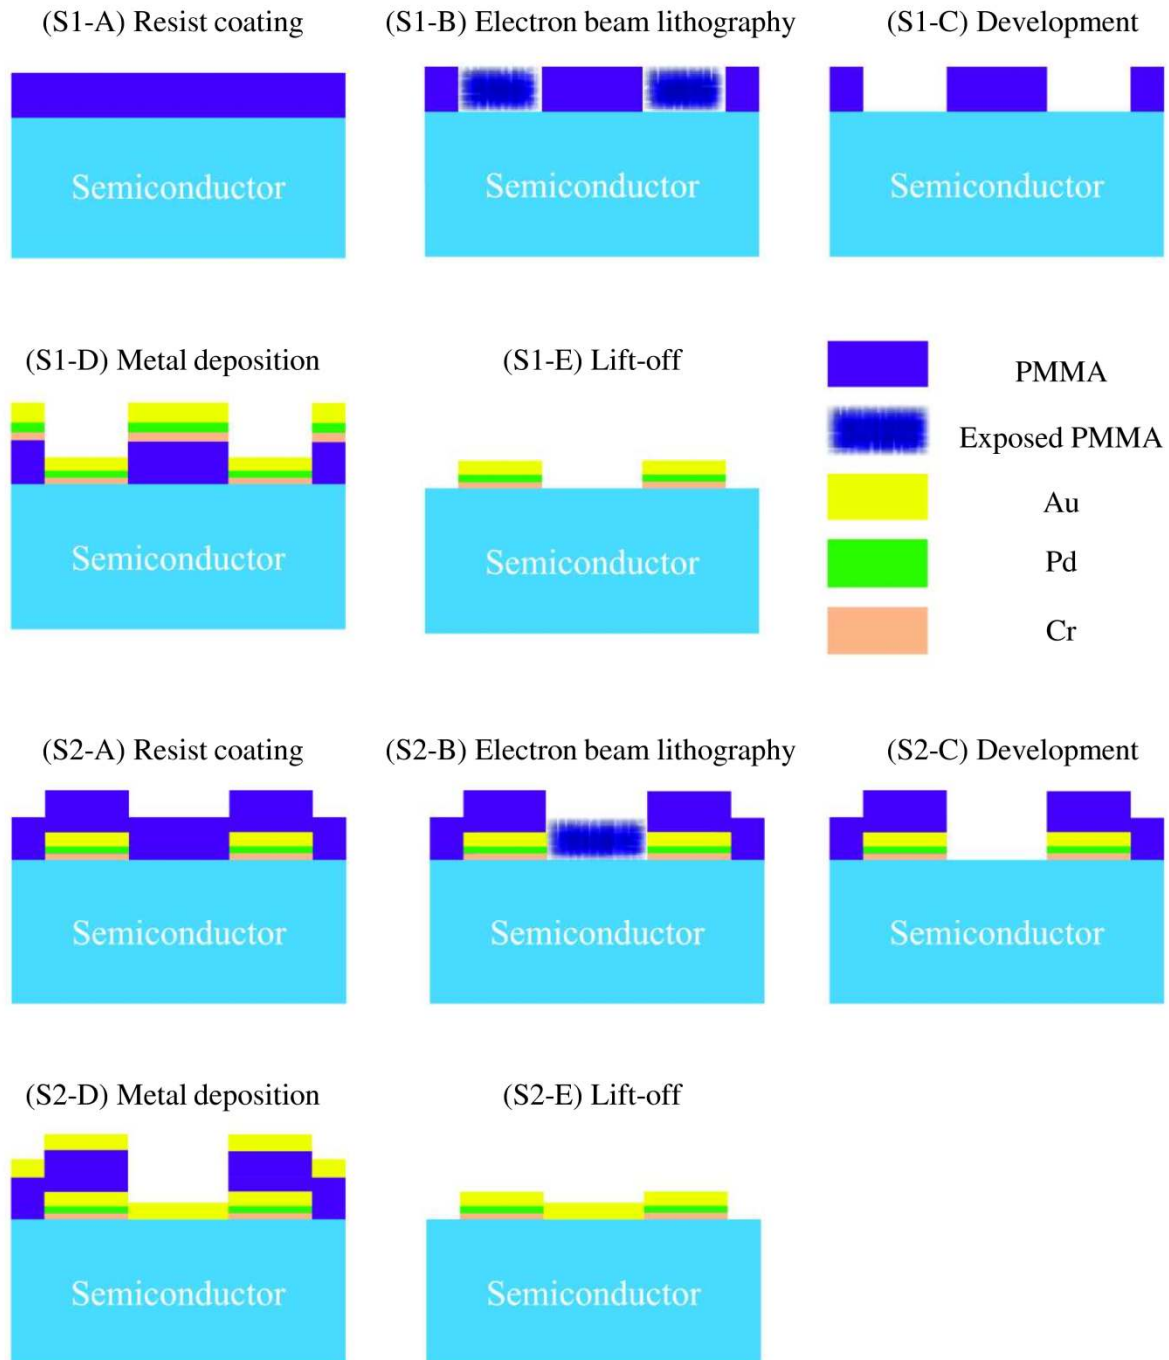 (S1-A) Resist coating
(S1-B) Electron beam lithography
(S1-C) Development
Semiconductor
Semiconductor
Semiconductor
(S1-D) Metal deposition
(S1-E) Lift-off
PMMA
Exposed PMMA
Au
Pd
Cr
Semiconductor
Semiconductor
(S2-A) Resist coating
(S2-B) Electron beam lithography
(S2-C) Development
Semiconductor
Semiconductor
Semiconductor
(S2-D) Metal deposition
(S2-E) Lift-off
Semiconductor
Semiconductor